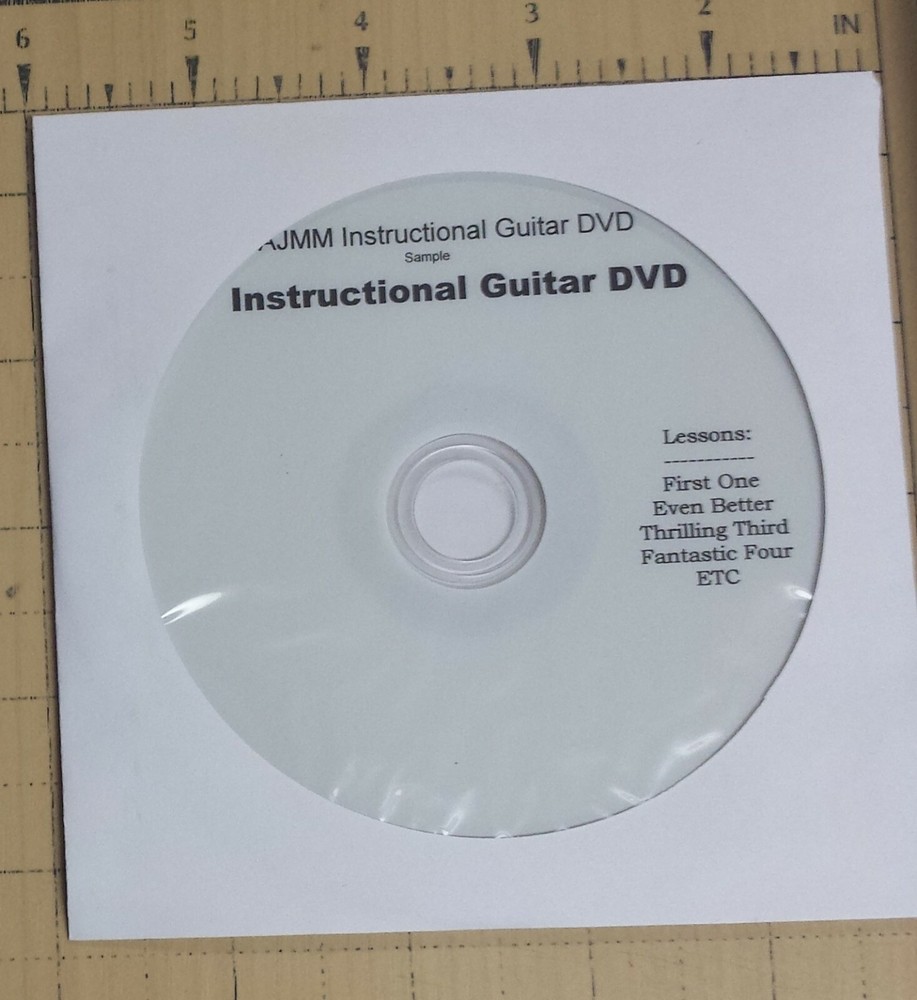 6 5 4 3 2 IN
AJMM Instructional Guitar DVD
Sample
Instructional Guitar DVD
Lessons:
-----------
First One
Even Better
Thrilling Third
Fantastic Four
ETC